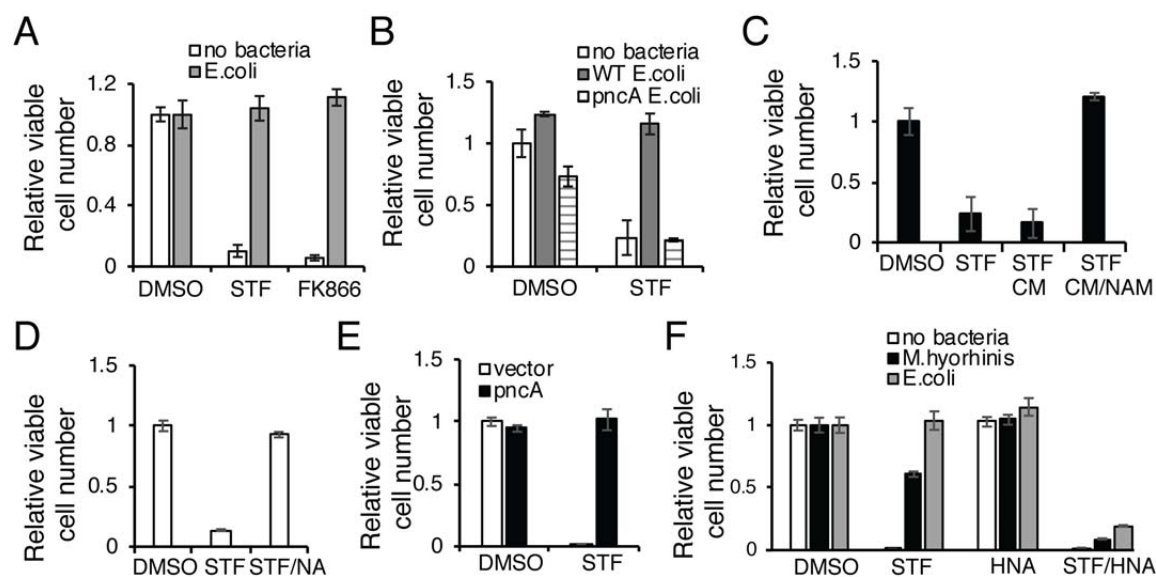 A
no bacteria
E.coli
Relative viable
cell number
1.2
0.8
0.4
0
DMSO STF FK866
B
no bacteria
WT E.coli
pncA E.coli
Relative viable
cell number
1.5
1
0.5
0
DMSO STF
C
Relative viable
cell number
1.5
1
0.5
0
DMSO STF STF STF
CM CM/NAM
D
Relative viable
cell number
1.5
1
0.5
0
DMSO STF STF/NA
E
vector
pncA
Relative viable
cell number
1.5
1
0.5
0
DMSO STF
F
no bacteria
M.hyorhinis
E.coli
Relative viable
cell number
1.5
1
0.5
0
DMSO STF HNA STF/HNA